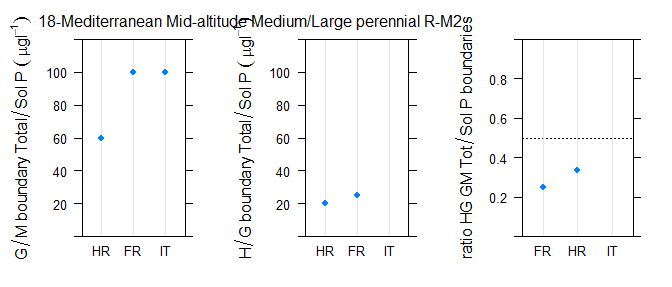 18-Mediterranean Mid-altitude Medium/Large perennial R-M2
G/M boundary Total/Sol P ( μgl⁻¹)
100
80
60
40
20
HR FR IT
H/G boundary Total/Sol P ( μgl⁻¹)
100
80
60
40
20
HR FR IT
ratio HG GM Tot/Sol P boundaries
0.8
0.6
0.4
0.2
FR HR IT